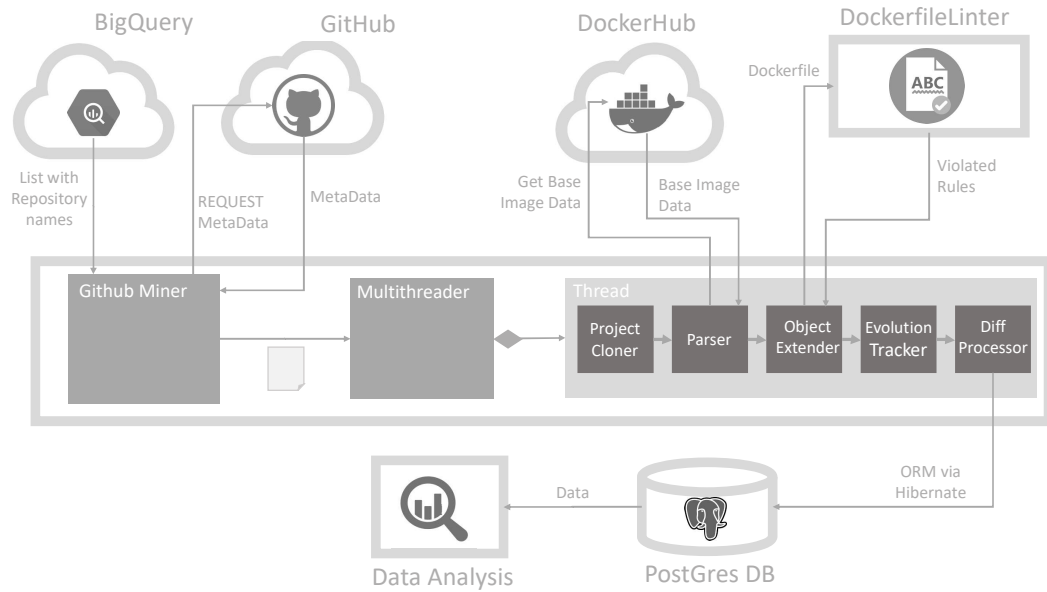 BigQuery
GitHub
DockerHub
DockerfileLinter
Dockerfile
ABC
List with
Repository
names
REQUEST
MetaData
MetaData
Get Base
Image Data
Base Image
Data
Violated
Rules
Github Miner
Multithreader
Thread
Project
Cloner
Parser
Object
Extender
Evolution
Tracker
Diff
Processor
ORM via
Hibernate
Data
Data Analysis
PostGres DB